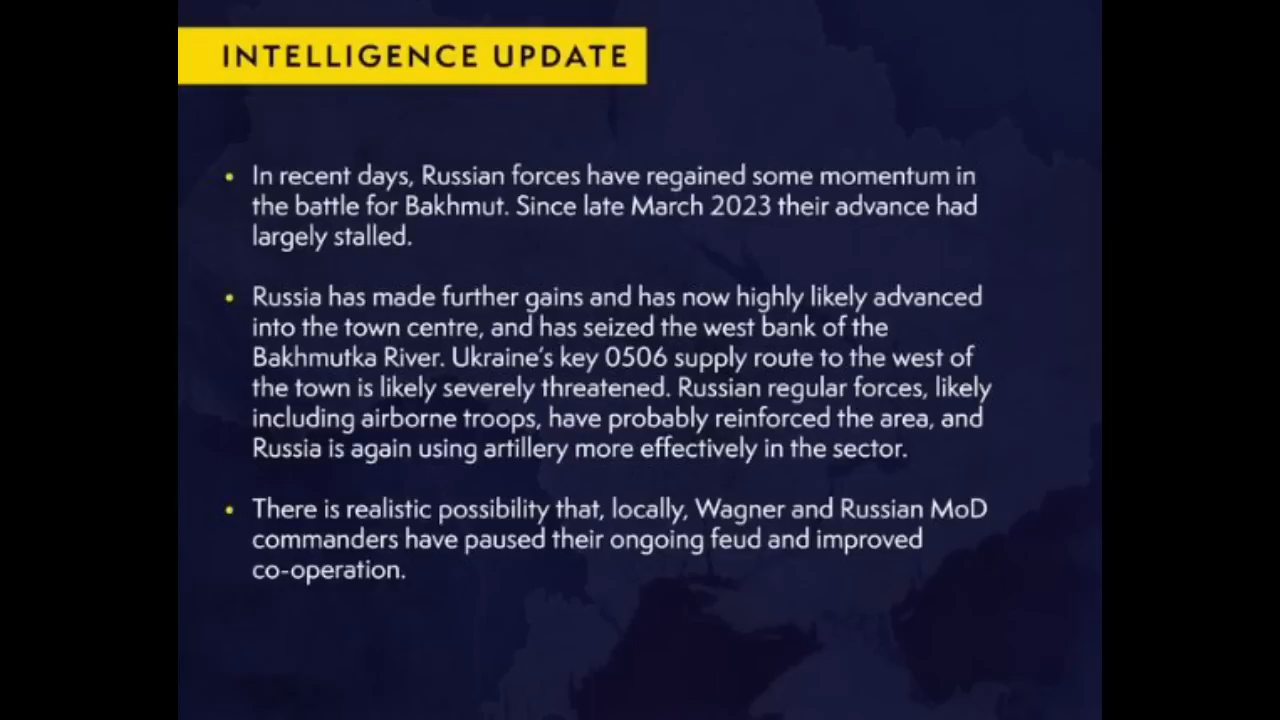 INTELLIGENCE UPDATE
• In recent days, Russian forces have regained some momentum in
the battle for Bakhmut. Since late March 2023 their advance had
largely stalled.
• Russia has made further gains and has now highly likely advanced
into the town centre, and has seized the west bank of the
Bakhmutka River. Ukraine's key 0506 supply route to the west of
the town is likely severely threatened. Russian regular forces, likely
including airborne troops, have probably reinforced the area, and
Russia is again using artillery more effectively in the sector.
• There is realistic possibility that, locally, Wagner and Russian MoD
commanders have paused their ongoing feud and improved
co-operation.